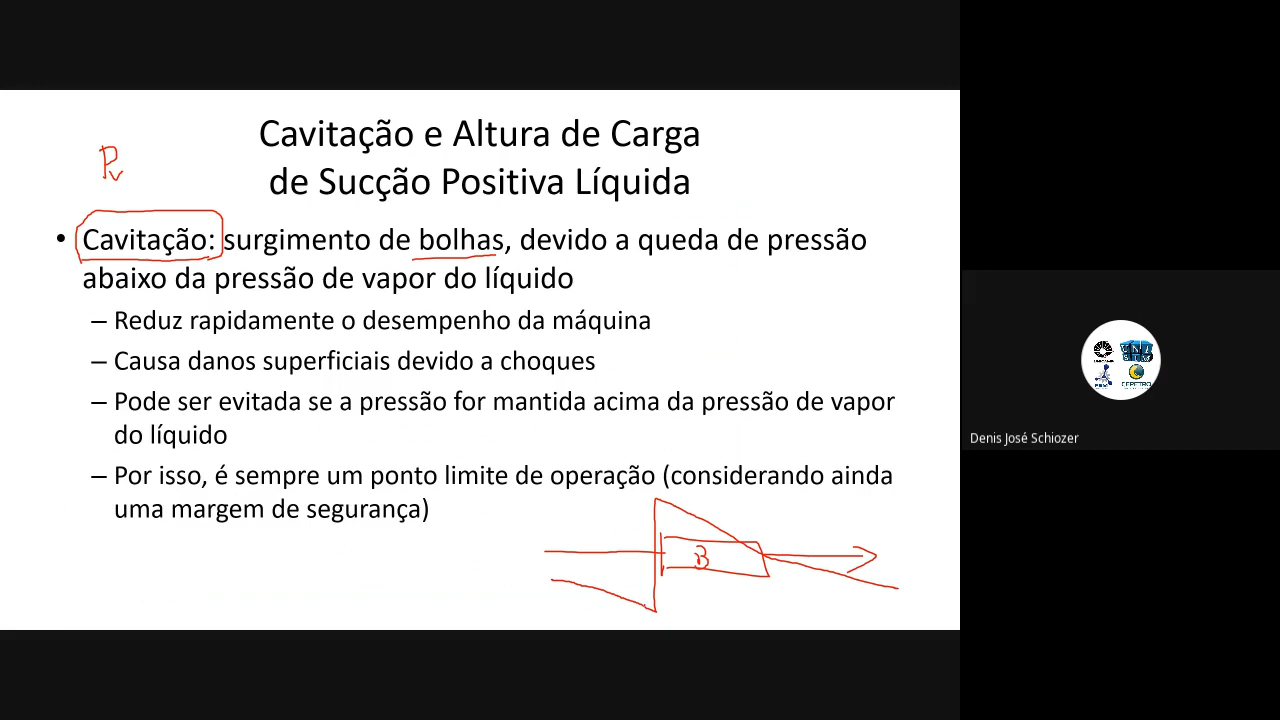 Cavitação e Altura de Carga
de Sucção Positiva Líquida
Pv
• Cavitação: surgimento de bolhas, devido a queda de pressão
abaixo da pressão de vapor do líquido
– Reduz rapidamente o desempenho da máquina
– Causa danos superficiais devido a choques
– Pode ser evitada se a pressão for mantida acima da pressão de vapor
do líquido
– Por isso, é sempre um ponto limite de operação (considerando ainda
uma margem de segurança)
B
Denis José Schiozer